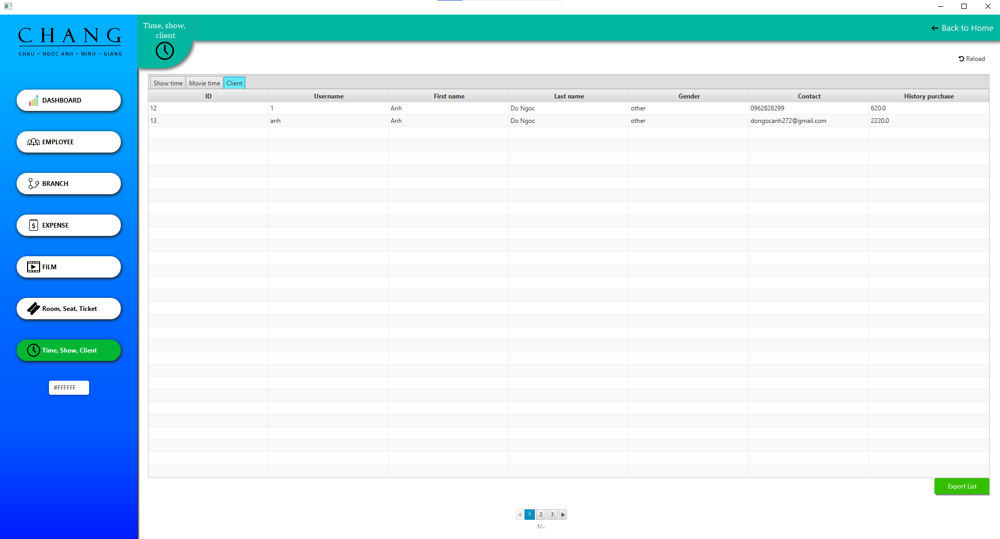 CHANG
CHAU – NGOC ANH – NINH – GIANG
Time, show,
client
Back to Home
Reload
DASHBOARD
EMPLOYEE
BRANCH
EXPENSE
FILM
Room, Seat, Ticket
Time, Show, Client
#FFFFFF
Show time Movie time Client
ID Username First name Last name Gender Contact History purchase
12 1 Anh Do Ngoc other 0962828299 620.0
13 anh Anh Do Ngoc other dongocanh272@gmail.com 2220.0
Export List
1 2 3
1/...